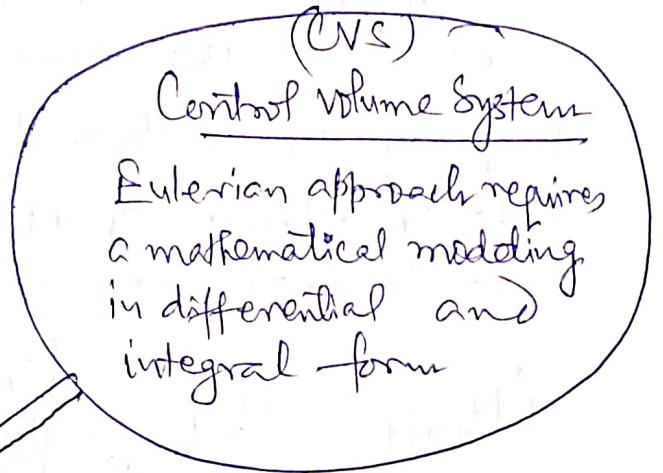 (CVS)
Control volume System
Eulerian approach requires
a mathematical modeling
in differential and
integral form